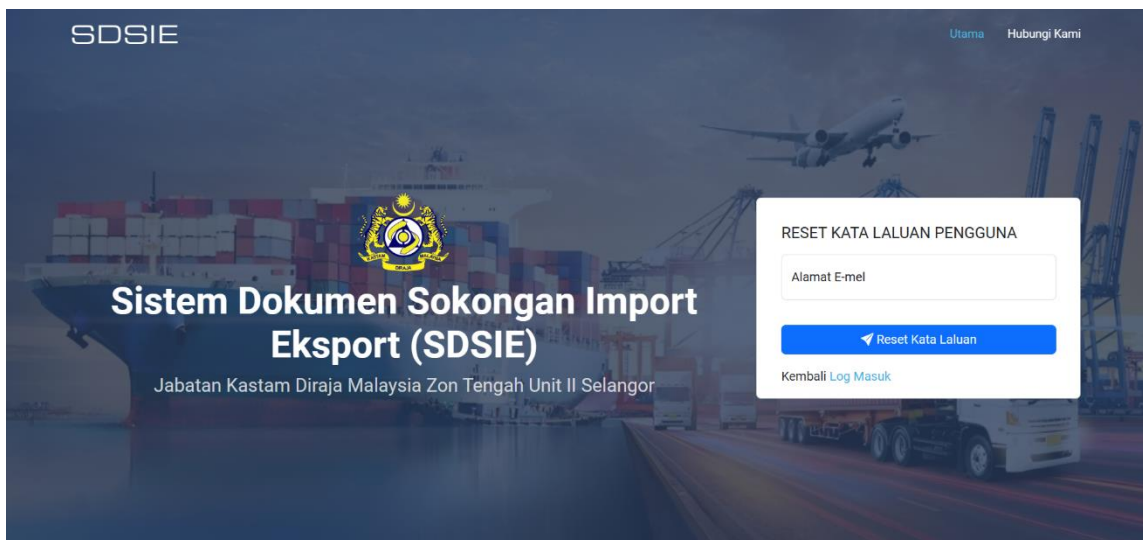 SDSIE
Utama
Hubungi Kami
Sistem Dokumen Sokongan Import
Eksport (SDSIE)
Jabatan Kastam Diraja Malaysia Zon Tengah Unit II Selangor
RESET KATA LALUAN PENGGUNA
Alamat E-mel
Reset Kata Laluan
Kembali Log Masuk